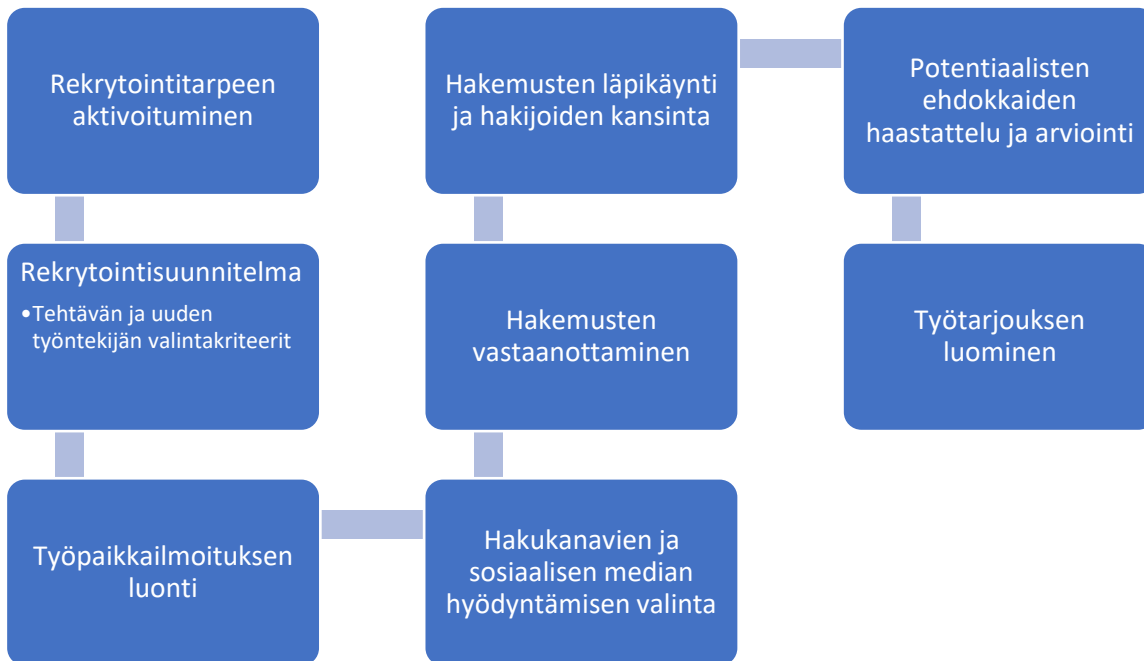 Rekrytointitarpeen
aktivoituminen
Rekrytointisuunnitelma
•Tehtävän ja uuden
työntekijän valintakriteerit
Työpaikkailmoituksen
luonti
Hakukanavien ja
sosiaalisen median
hyödyntämisen valinta
Hakemusten
vastaanottaminen
Hakemusten läpikäynti
ja hakijoiden kansinta
Potentiaalisten
ehdokkaiden
haastattelu ja arviointi
Työtarjouksen
luominen